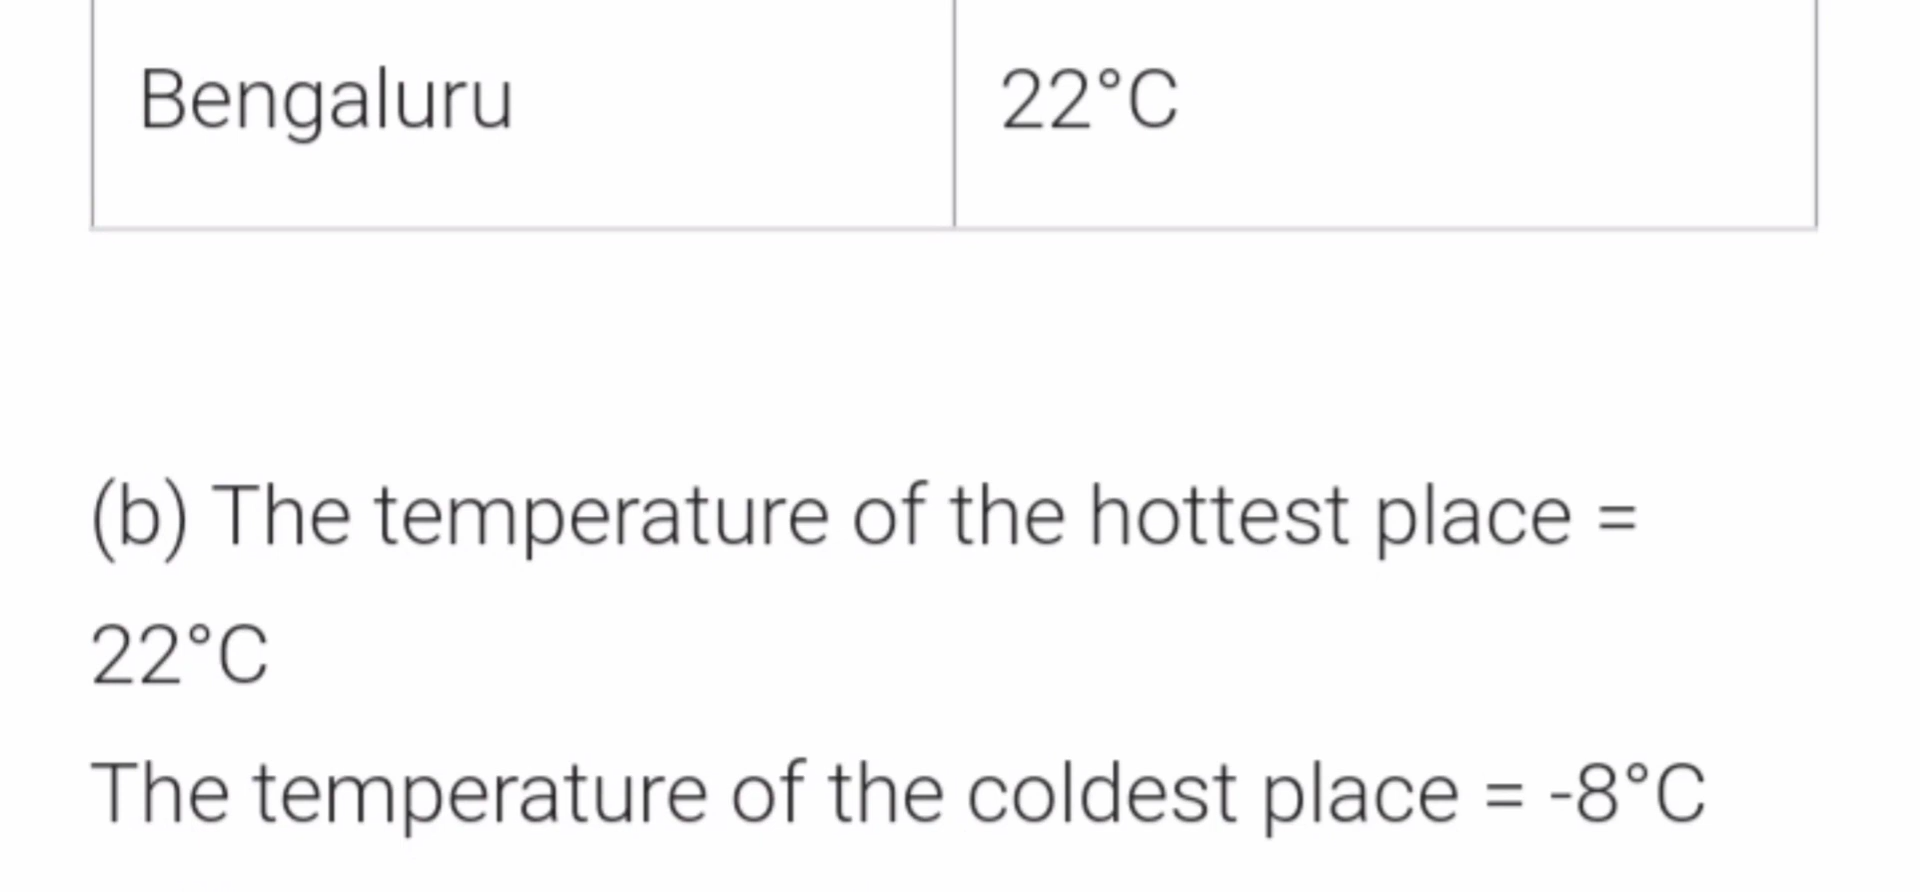 Bengaluru 22°C
(b) The temperature of the hottest place =
22°C
The temperature of the coldest place = -8°C